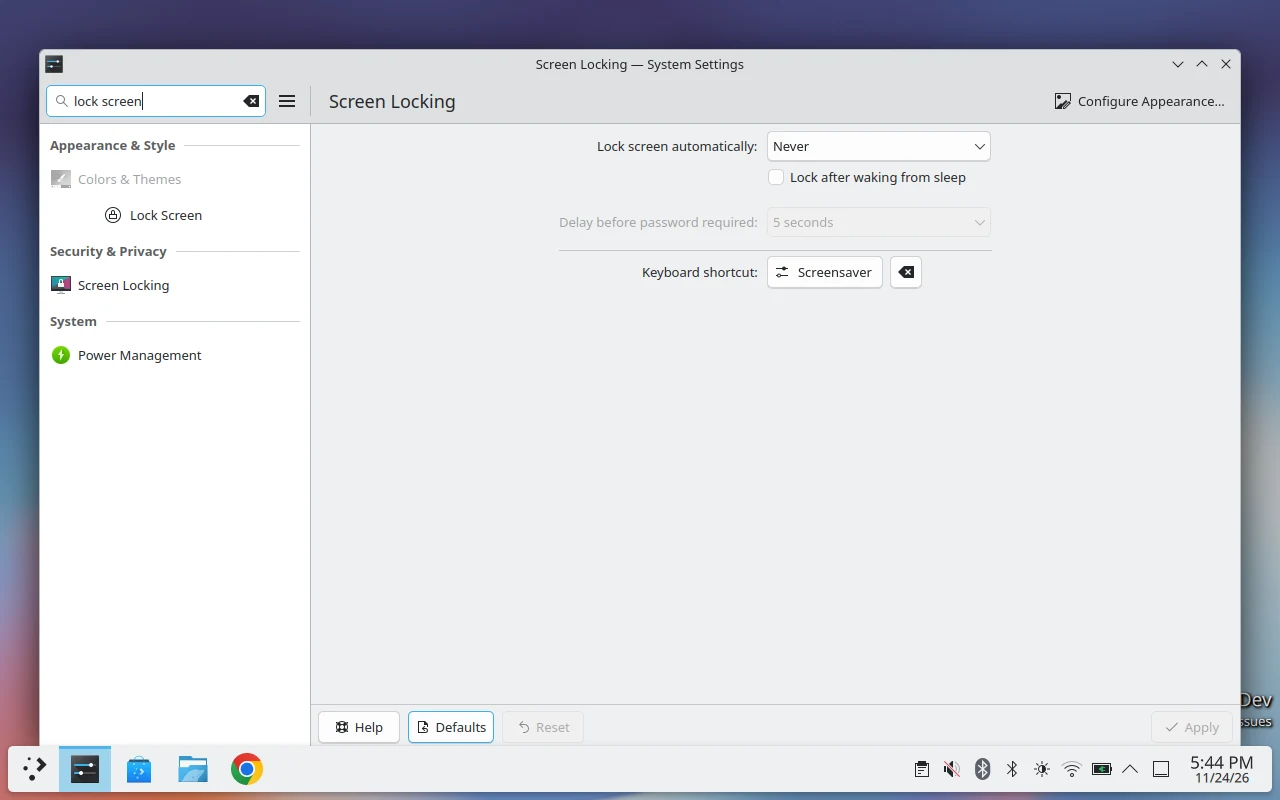 Screen Locking — System Settings
lock screen
Screen Locking
Configure Appearance...
Appearance & Style
Colors & Themes
Lock Screen
Security & Privacy
Screen Locking
System
Power Management
Lock screen automatically: Never
Lock after waking from sleep
Delay before password required: 5 seconds
Keyboard shortcut: Screensaver
Help
Defaults
Reset
Apply
Dev
ssues
5:44 PM
11/24/26